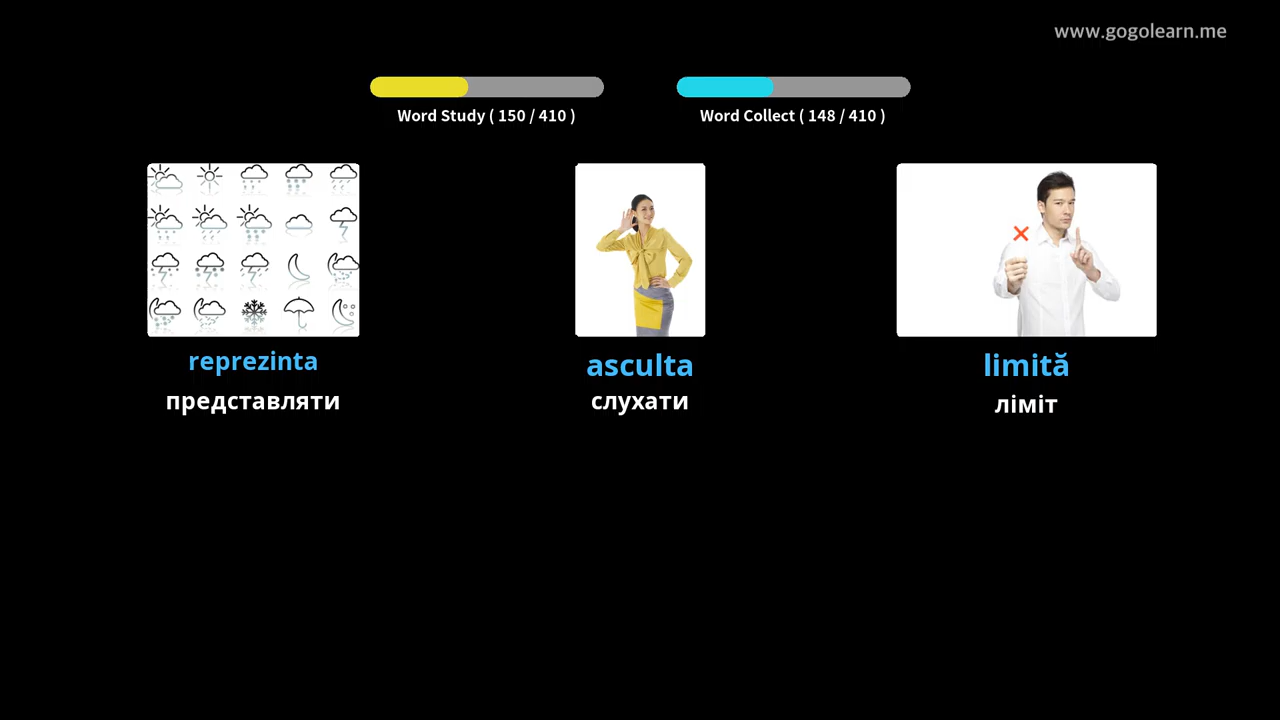 www.gogolearn.me
Word Study ( 150 / 410 )
Word Collect ( 148 / 410 )
reprezinta
представляти
asculta
слухати
limită
ліміт